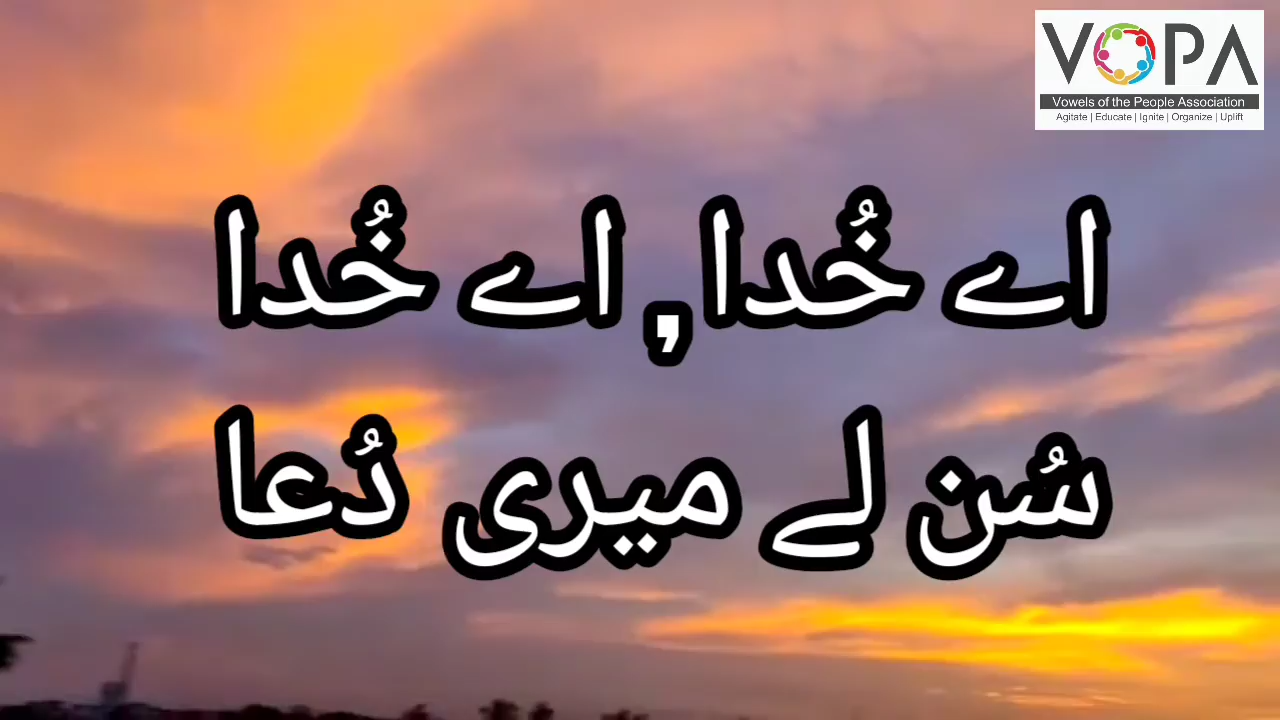 VOPA
Vowels of the People Association
Agitate | Educate | Ignite | Organize | Uplift
اے خُدا, اے خُدا
سُن لے میری دُعا